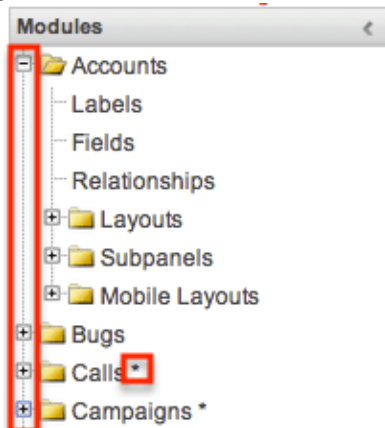 Modules <
Accounts
Labels
Fields
Relationships
Layouts
Subpanels
Mobile Layouts
Bugs
Calls *
Campaigns *